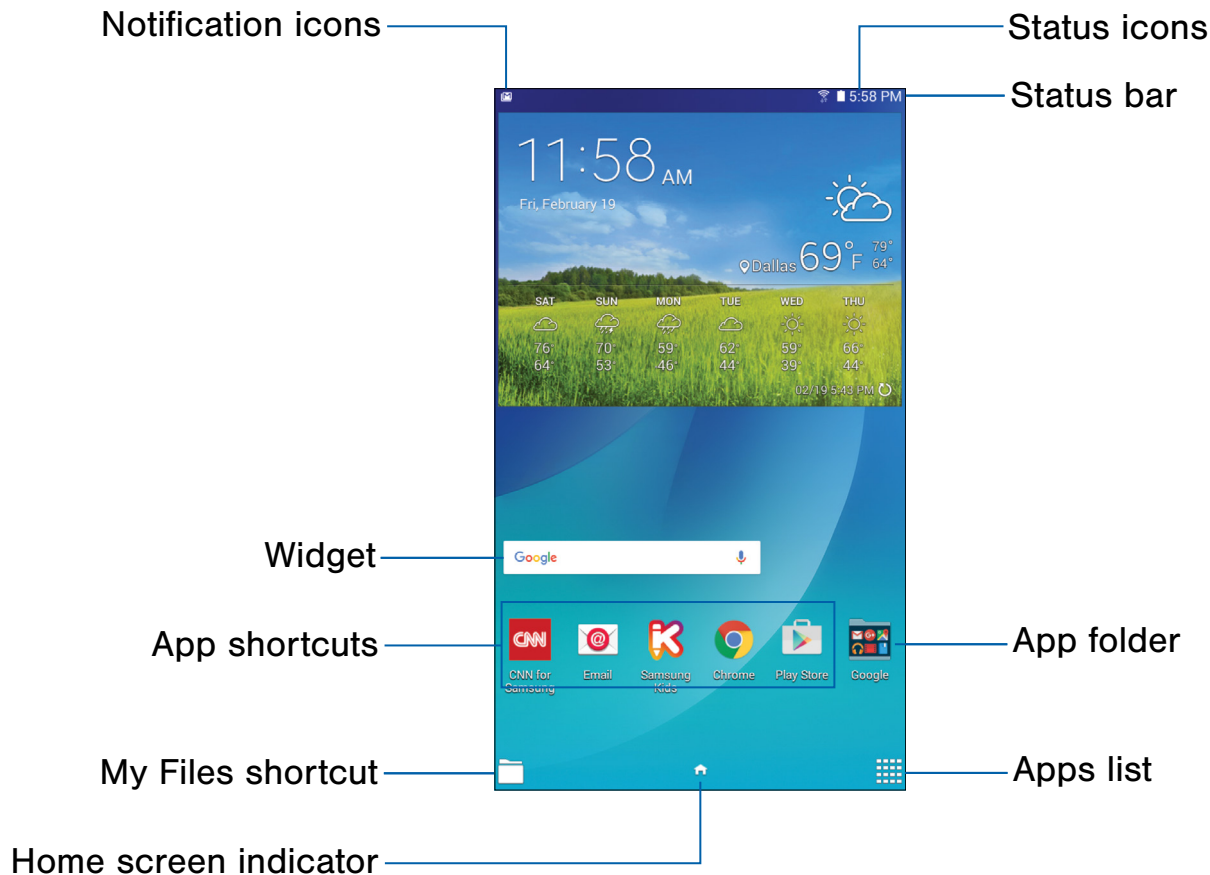 Notification icons
Status icons
Status bar
5:58 PM
11:58 AM
Fri, February 19
Dallas 69°F 79° 64°
SAT SUN MON TUE WED THU
76° 70° 59° 62° 59° 66°
64° 53° 46° 44° 39° 44°
02/19 5:43 PM
Widget
Google
App shortcuts
App folder
CNN
CNN for Samsung
Email
Samsung Kids
Chrome
Play Store
Google
My Files shortcut
Apps list
Home screen indicator